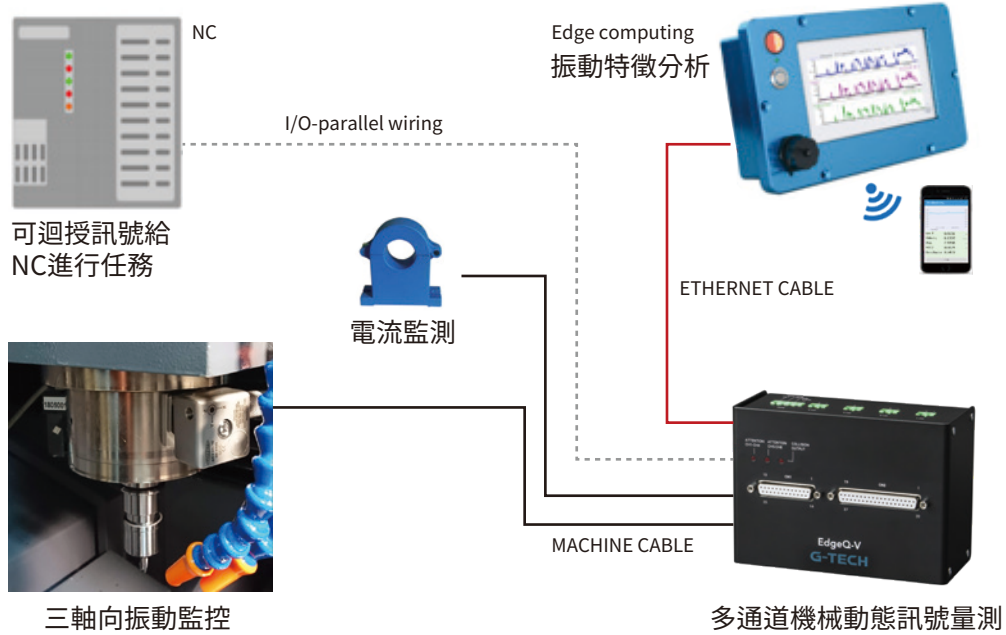 NC
Edge computing
振動特徵分析
I/O-parallel wiring
可迴授訊號給
NC進行任務
電流監測
ETHERNET CABLE
EdgeQ-V
G-TECH
MACHINE CABLE
三軸向振動監控
多通道機械動態訊號量測